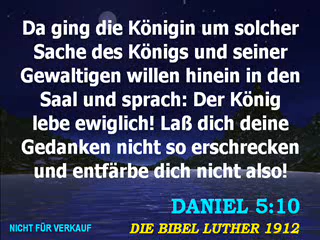 Da ging die Königin um solcher
Sache des Königs und seiner
Gewaltigen willen hinein in den
Saal und sprach: Der König
lebe ewiglich! Laß dich deine
Gedanken nicht so erschrecken
und entfärbe dich nicht also!
DANIEL 5:10
NICHT FÜR VERKAUF
DIE BIBEL LUTHER 1912